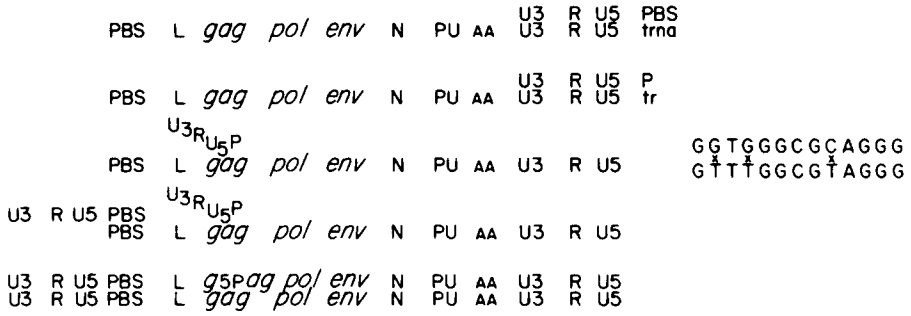 U3 R U5 PBS
PBS L gag pol env N PU AA U3 R U5 trna
U3 R U5 P
PBS L gag pol env N PU AA U3 R U5 tr
U3RU5P
PBS L gag pol env N PU AA U3 R U5
GGTGGGCGCAGGG
x x x
GTTTGGCGTAGGG
U3RU5P
U3 R U5 PBS
PBS L gag pol env N PU AA U3 R U5
U3 R U5 PBS L g5Pag pol env N PU AA U3 R U5
U3 R U5 PBS L gag pol env N PU AA U3 R U5